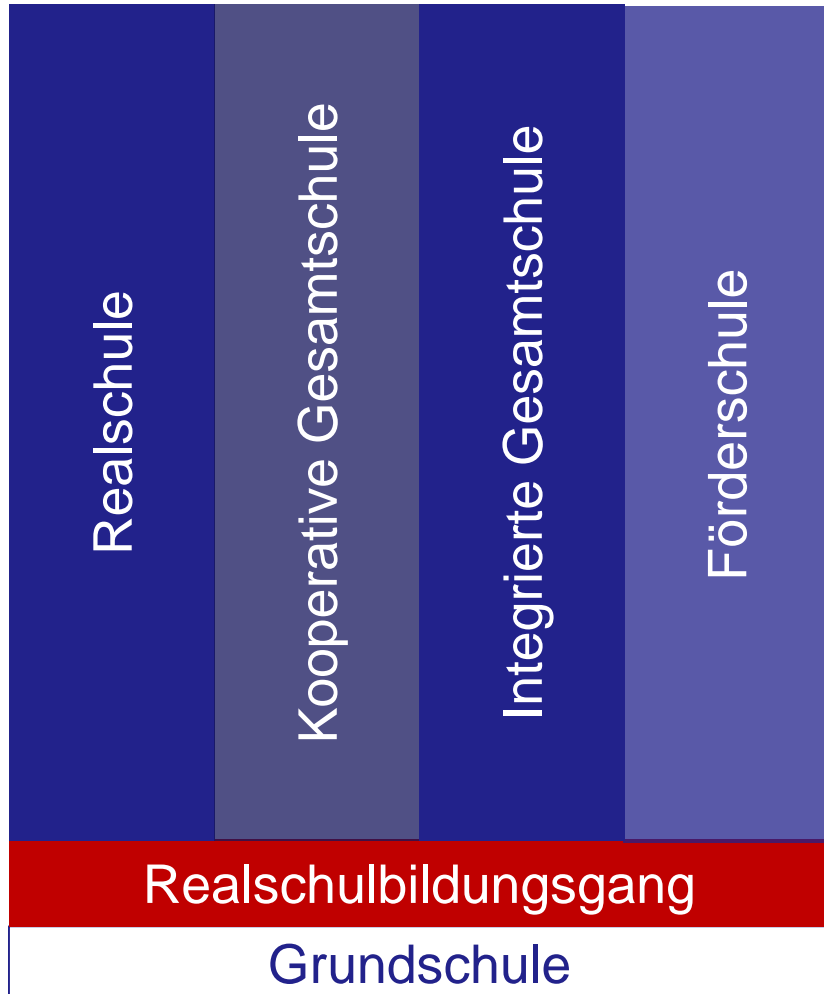 Realschule
Kooperative Gesamtschule
Integrierte Gesamtschule
Förderschule
Realschulbildungsgang
Grundschule